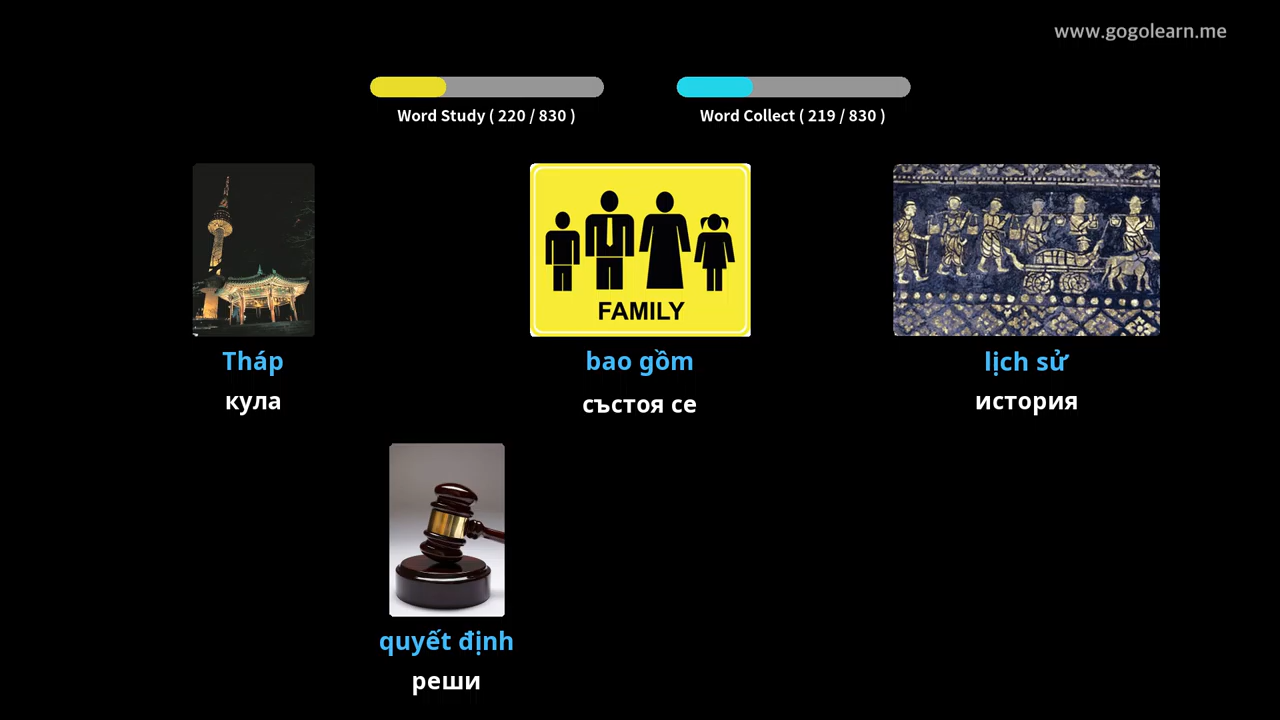 www.gogolearn.me
Word Study ( 220 / 830 )
Word Collect ( 219 / 830 )
FAMILY
Tháp
bao gồm
lịch sử
кула
състоя се
история
quyết định
реши